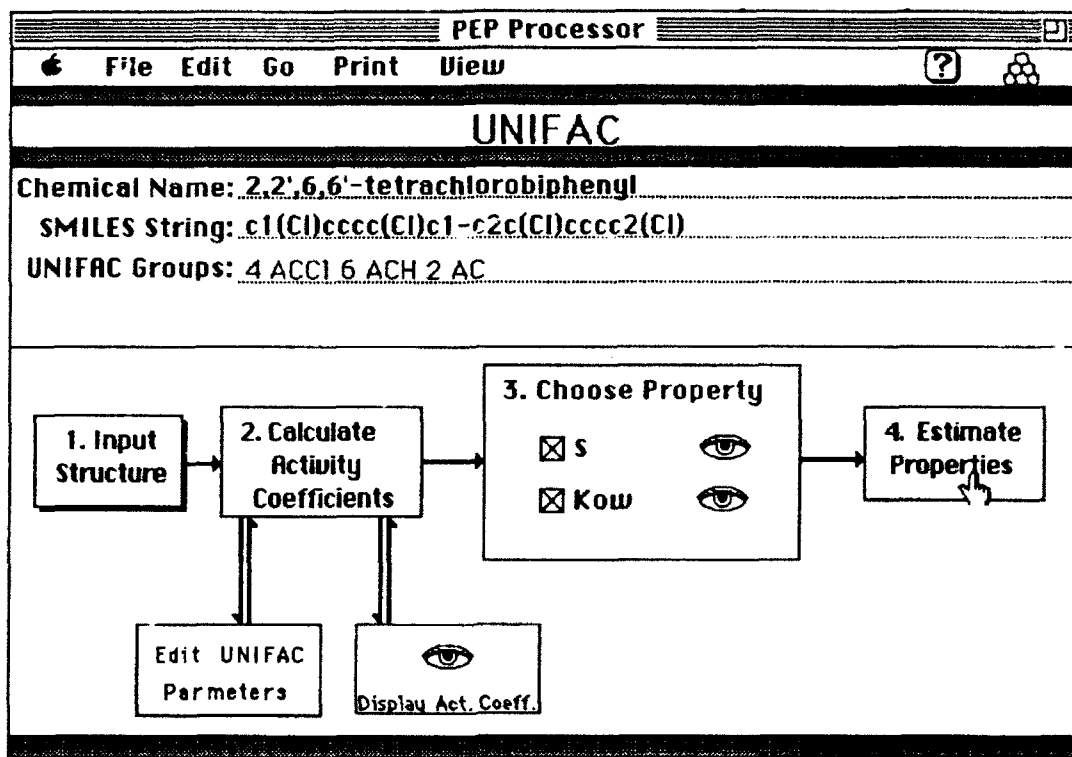 PEP Processor
File Edit Go Print View ?
UNIFAC
Chemical Name: 2,2',6,6'-tetrachlorobiphenyl
SMILES String: c1(Cl)cccc(Cl)c1-c2c(Cl)cccc2(Cl)
UNIFAC Groups: 4 ACCl 6 ACH 2 AC
1. Input
Structure
2. Calculate
Activity
Coefficients
3. Choose Property
S
Kow
4. Estimate
Properties
Edit UNIFAC
Parmeters
Display Act. Coeff.